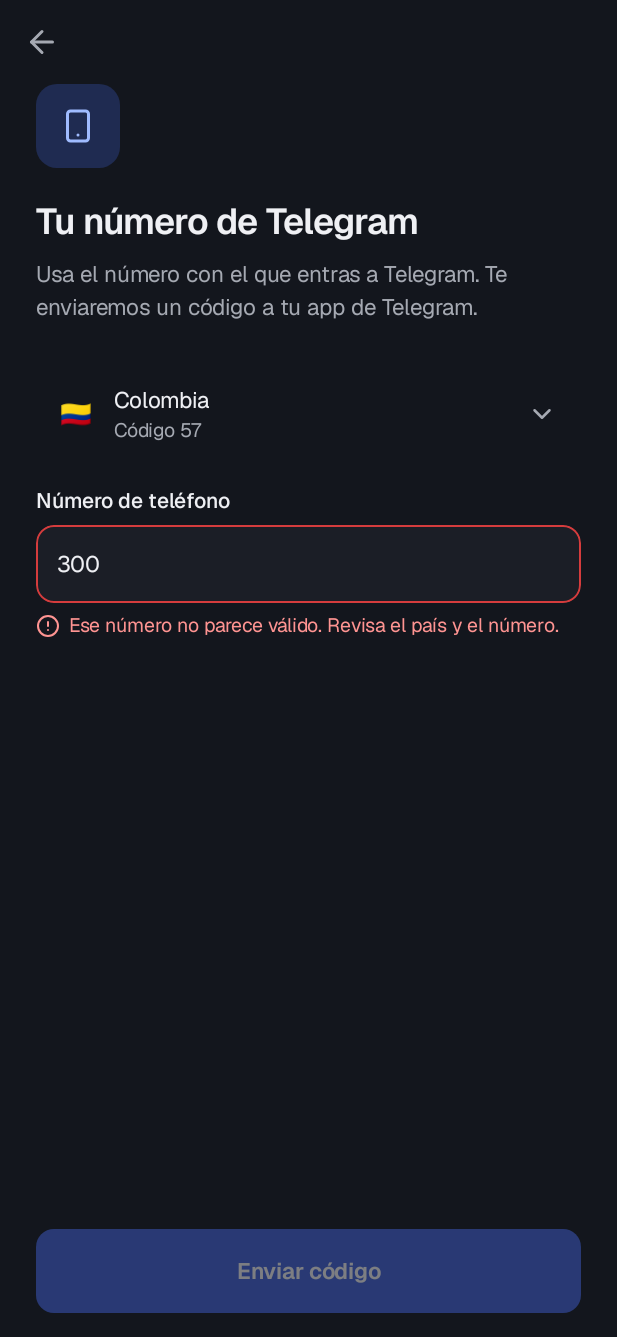 Tu número de Telegram
Usa el número con el que entras a Telegram. Te
enviaremos un código a tu app de Telegram.
Colombia
Código 57
Número de teléfono
300
Ese número no parece válido. Revisa el país y el número.
Enviar código